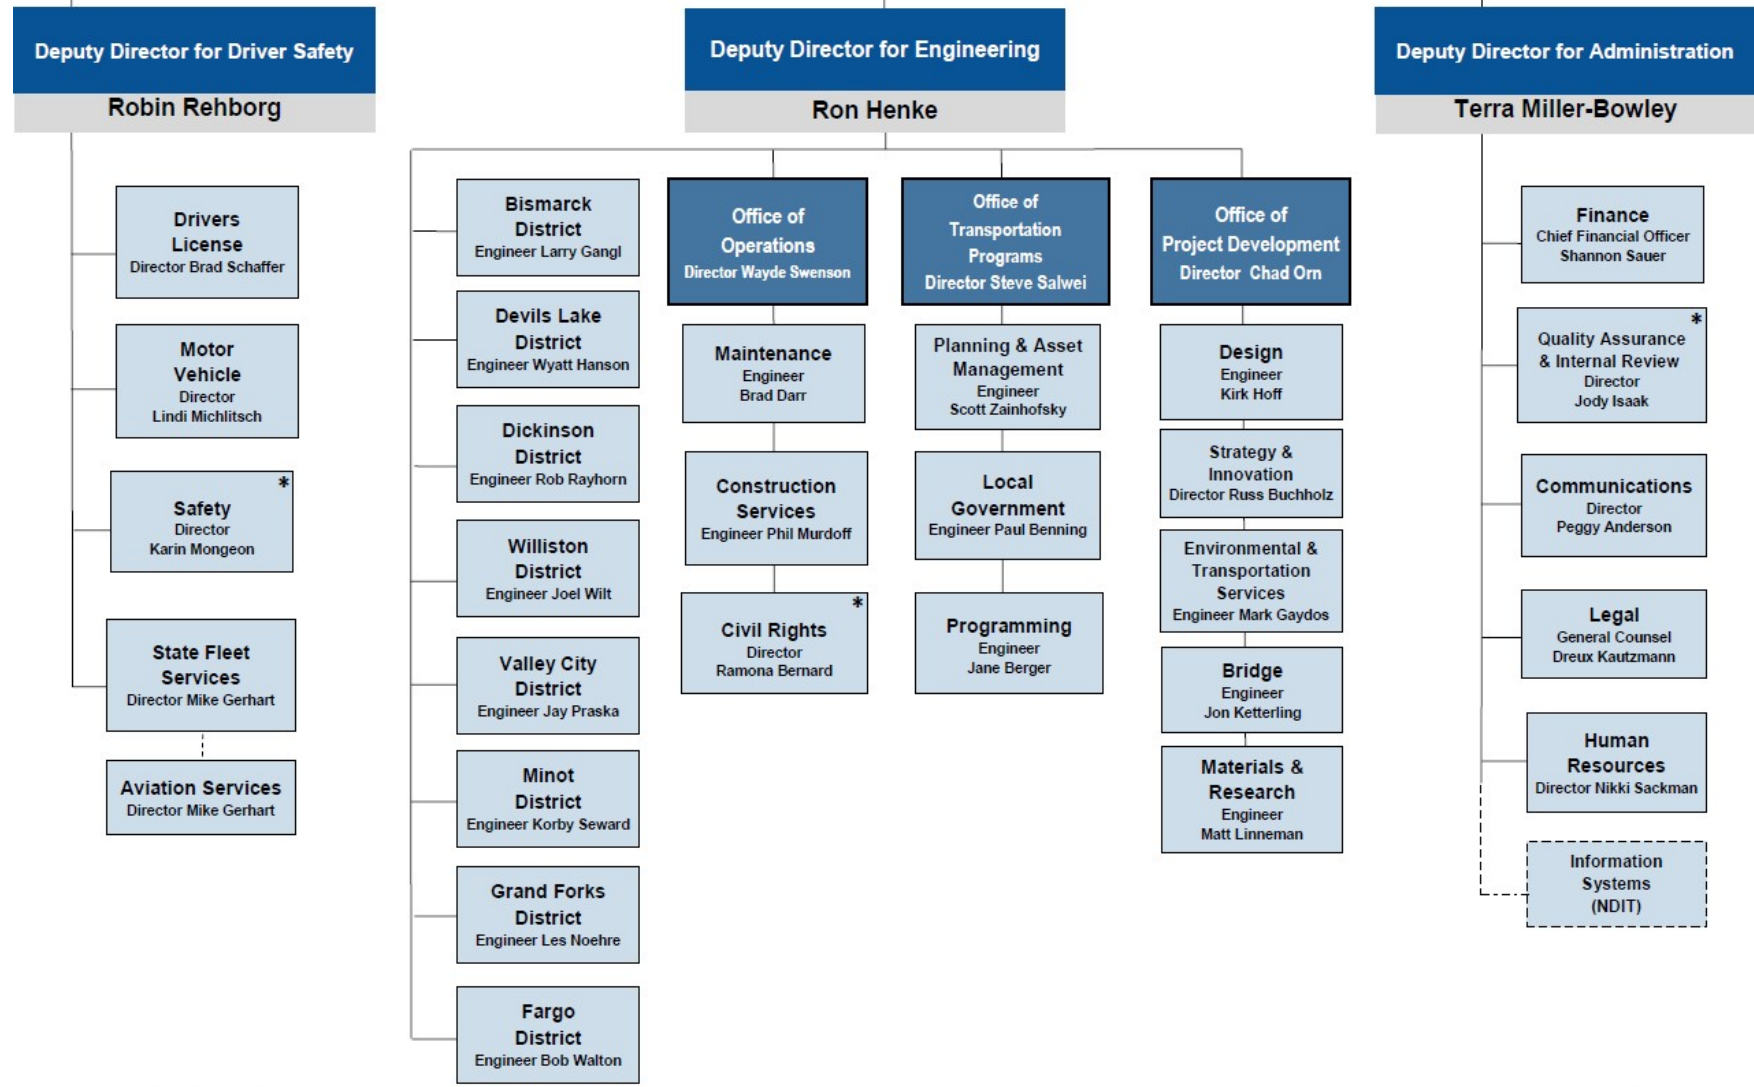 Deputy Director for Driver Safety
Robin Rehborg
Drivers
License
Director Brad Schaffer
Motor
Vehicle
Director
Lindi Michlitsch
*
Safety
Director
Karin Mongeon
State Fleet
Services
Director Mike Gerhart
Aviation Services
Director Mike Gerhart
Deputy Director for Engineering
Ron Henke
Bismarck
District
Engineer Larry Gangl
Devils Lake
District
Engineer Wyatt Hanson
Dickinson
District
Engineer Rob Rayhorn
Williston
District
Engineer Joel Wilt
Valley City
District
Engineer Jay Praska
Minot
District
Engineer Korby Seward
Grand Forks
District
Engineer Les Noehre
Fargo
District
Engineer Bob Walton
Office of
Operations
Director Wayde Swenson
Maintenance
Engineer
Brad Darr
Construction
Services
Engineer Phil Murdoff
*
Civil Rights
Director
Ramona Bernard
Office of
Transportation
Programs
Director Steve Salwei
Planning & Asset
Management
Engineer
Scott Zainhofsky
Local
Government
Engineer Paul Benning
Programming
Engineer
Jane Berger
Office of
Project Development
Director Chad Orn
Design
Engineer
Kirk Hoff
Strategy &
Innovation
Director Russ Buchholz
Environmental &
Transportation
Services
Engineer Mark Gaydos
Bridge
Engineer
Jon Ketterling
Materials &
Research
Engineer
Matt Linneman
Deputy Director for Administration
Terra Miller-Bowley
Finance
Chief Financial Officer
Shannon Sauer
*
Quality Assurance
& Internal Review
Director
Jody Isaak
Communications
Director
Peggy Anderson
Legal
General Counsel
Dreux Kautzmann
Human
Resources
Director Nikki Sackman
Information
Systems
(NDIT)